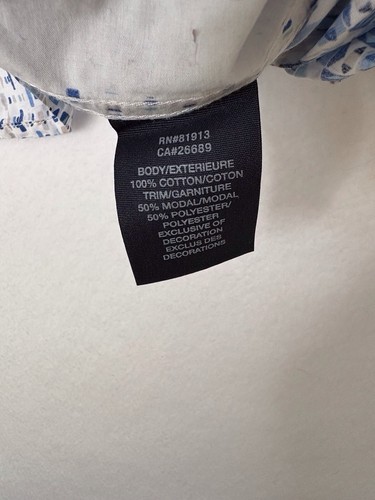 RN#81913
CA#26689
BODY/EXTERIEURE
100% COTTON/COTON
TRIM/GARNITURE
50% MODAL/MODAL
50% POLYESTER/
POLYESTER
EXCLUSIVE OF
DECORATION
EXCLUS DES
DECORATIONS